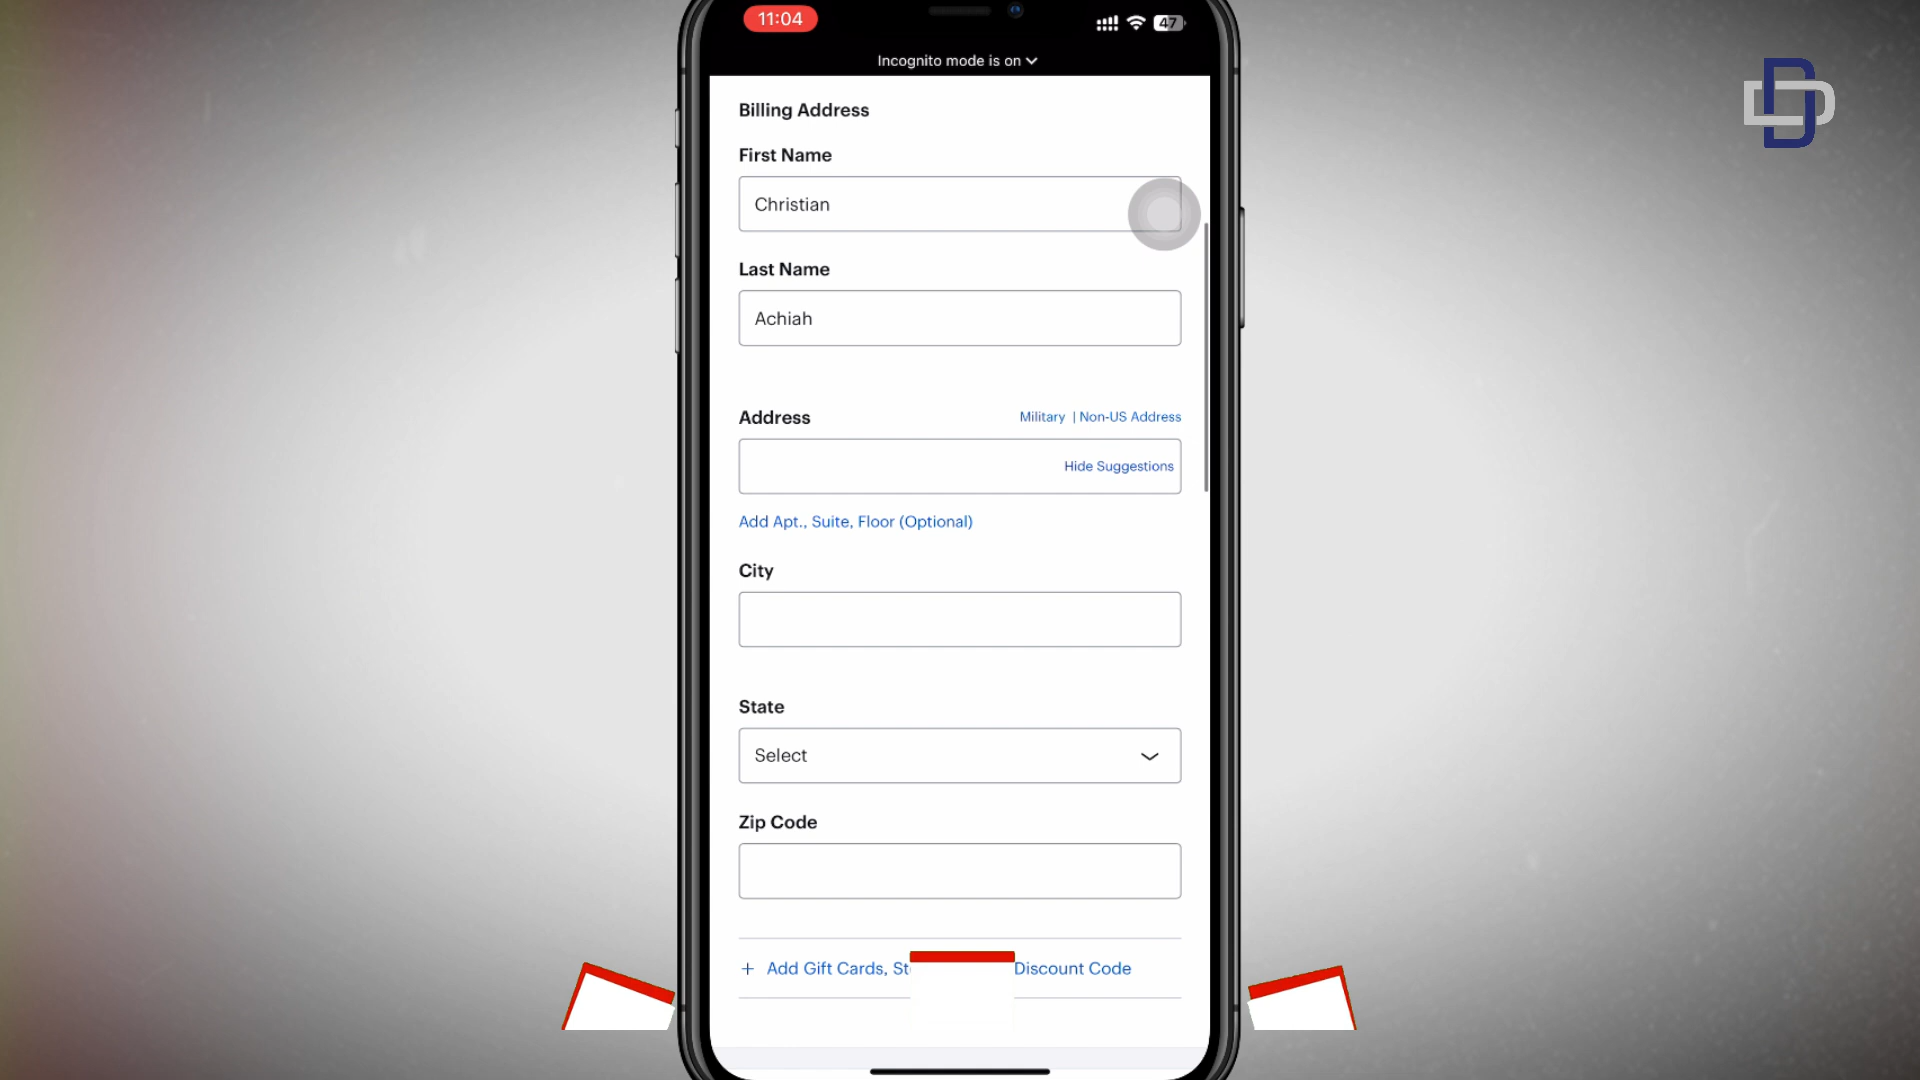 11:04
47
Incognito mode is on
Billing Address
First Name
Christian
Last Name
Achiah
Address
Military | Non-US Address
Hide Suggestions
Add Apt., Suite, Floor (Optional)
City
State
Select
Zip Code
+ Add Gift Cards, St Discount Code